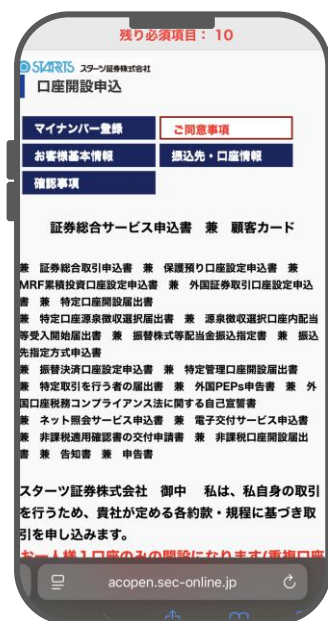 残り必須項目： 10
STARTS スターツ証券株式会社
口座開設申込
マイナンバー登録
ご同意事項
お客様基本情報
振込先・口座情報
確認事項
証券総合サービス申込書　兼　顧客カード
兼　証券総合取引申込書　兼　保護預り口座設定申込書　兼
MRF累積投資口座設定申込書　兼　外国証券取引口座設定申込
書　兼　特定口座開設届出書
兼　特定口座源泉徴収選択届出書　兼　源泉徴収選択口座内配当
等受入開始届出書　兼　振替株式等配当金振込指定書　兼　振込
先指定方式申込書
兼　振替決済口座設定申込書　兼　特定管理口座開設届出書
兼　特定取引を行う者の届出書　兼　外国PEPs申告書　兼　外
国口座税務コンプライアンス法に関する自己宣誓書
兼　ネット照会サービス申込書　兼　電子交付サービス申込書
兼　非課税適用確認書の交付申請書　兼　非課税口座開設届出
書　兼　告知書　兼　申告書
スターツ証券株式会社　御中　私は、私自身の取引
を行うため、貴社が定める各約款・規程に基づき取
引を申し込みます。
お一人様１口座のみの開設になります(重複口座
acopen.sec-online.jp